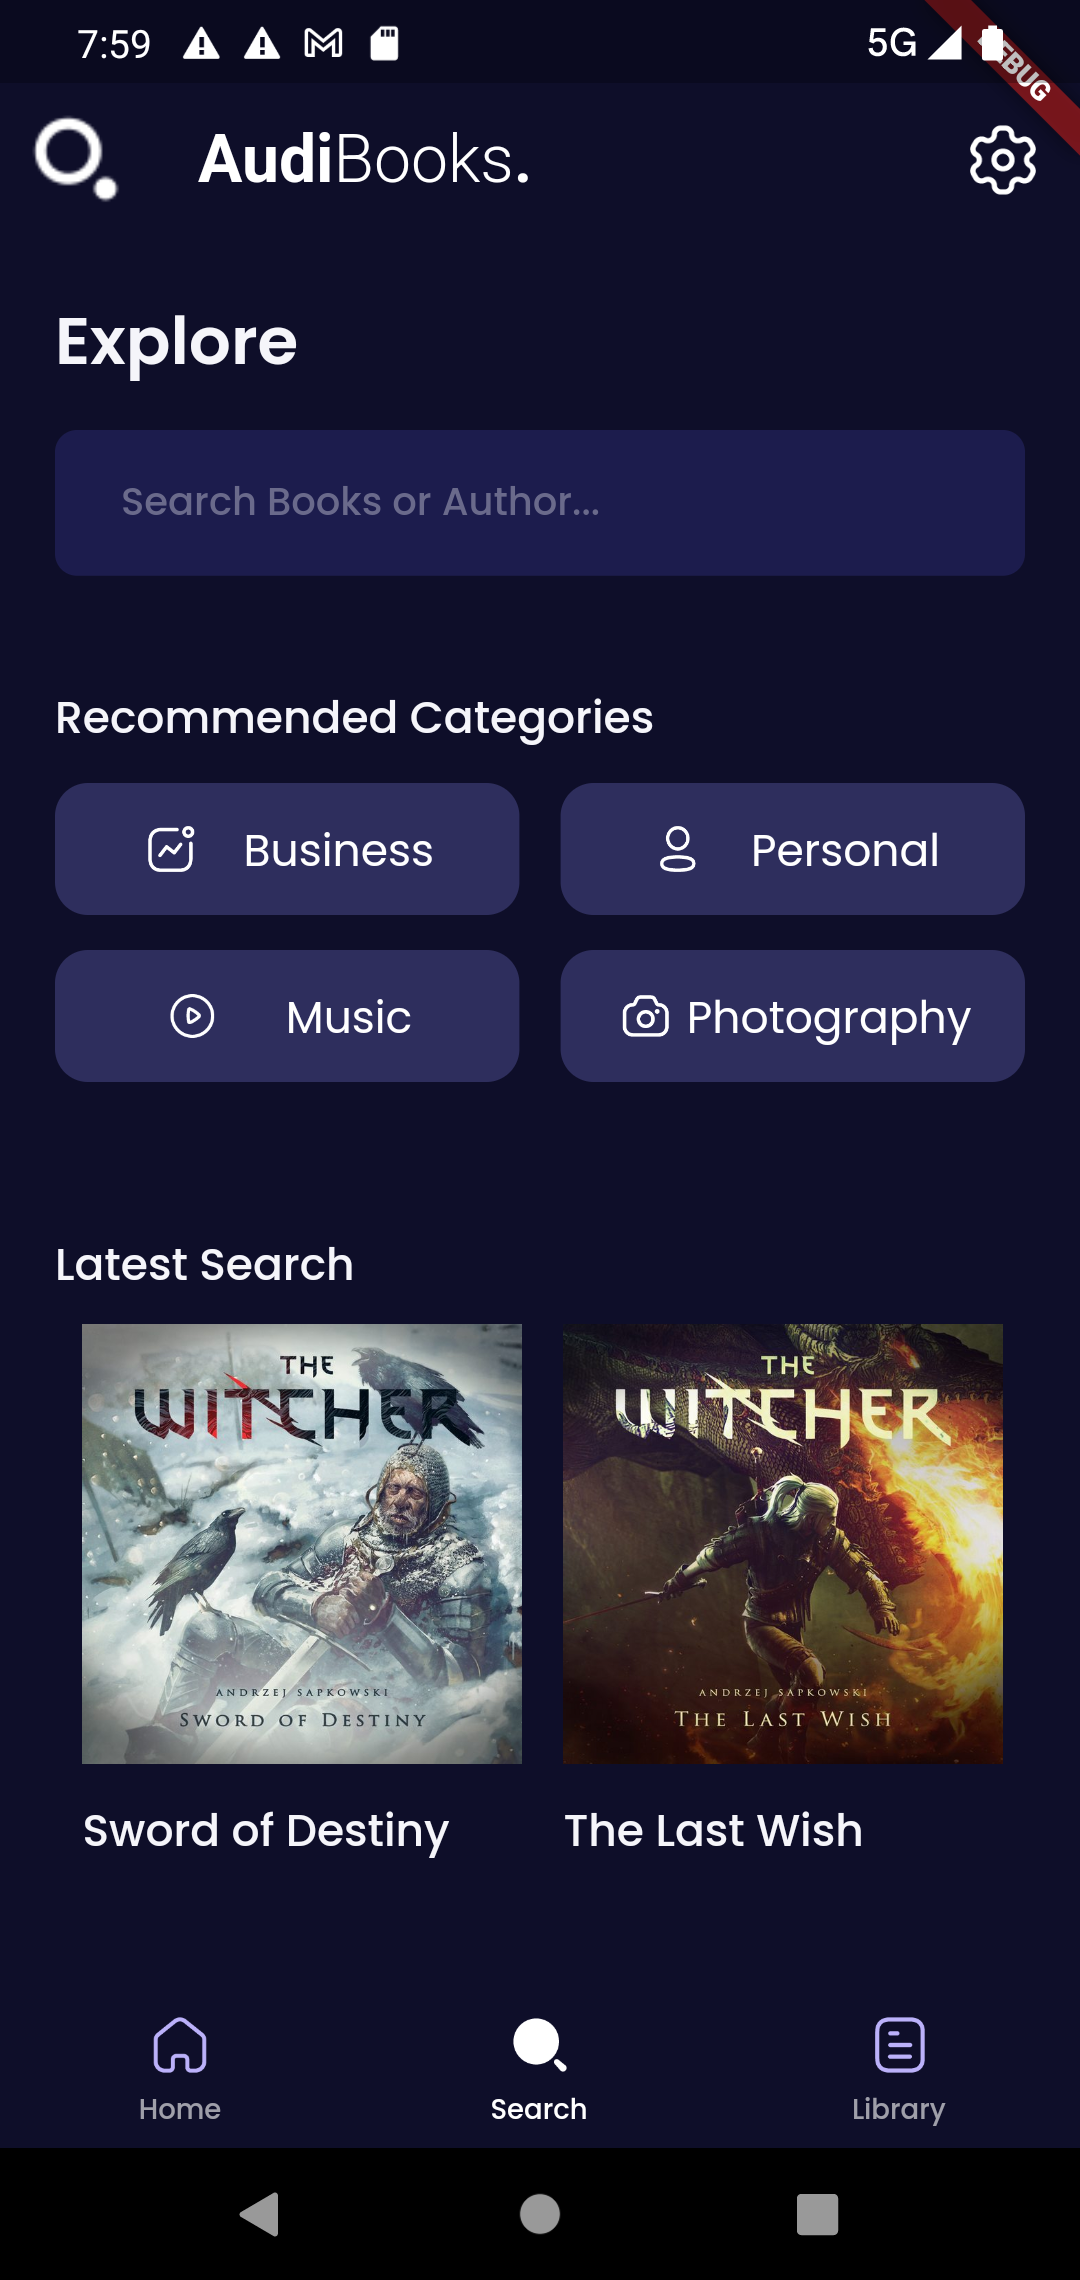 7:59 5G
DEBUG
AudiBooks.
Explore
Search Books or Author...
Recommended Categories
Business Personal
Music Photography
Latest Search
THE WITCHER
ANDRZEJ SAPKOWSKI
SWORD OF DESTINY
THE WITCHER
ANDRZEJ SAPKOWSKI
THE LAST WISH
Sword of Destiny The Last Wish
Home Search Library